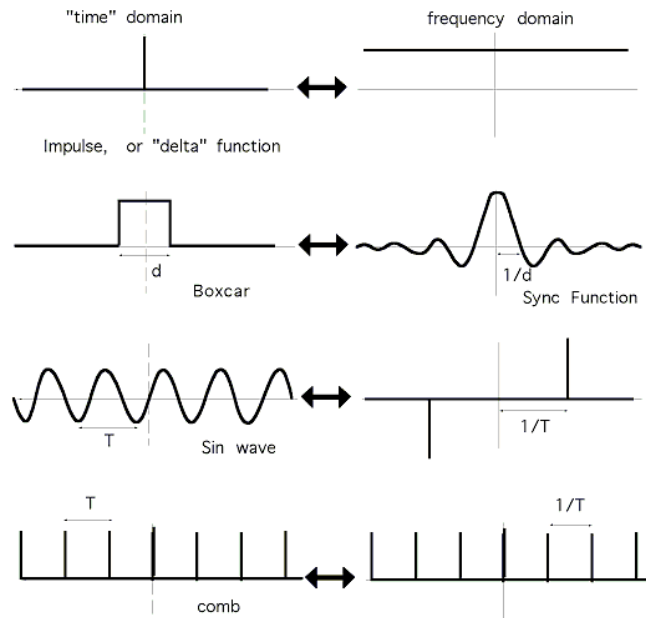 "time" domain
frequency domain
Impulse, or "delta" function
d
Boxcar
1/d
Sync Function
T
Sin wave
1/T
T
1/T
comb